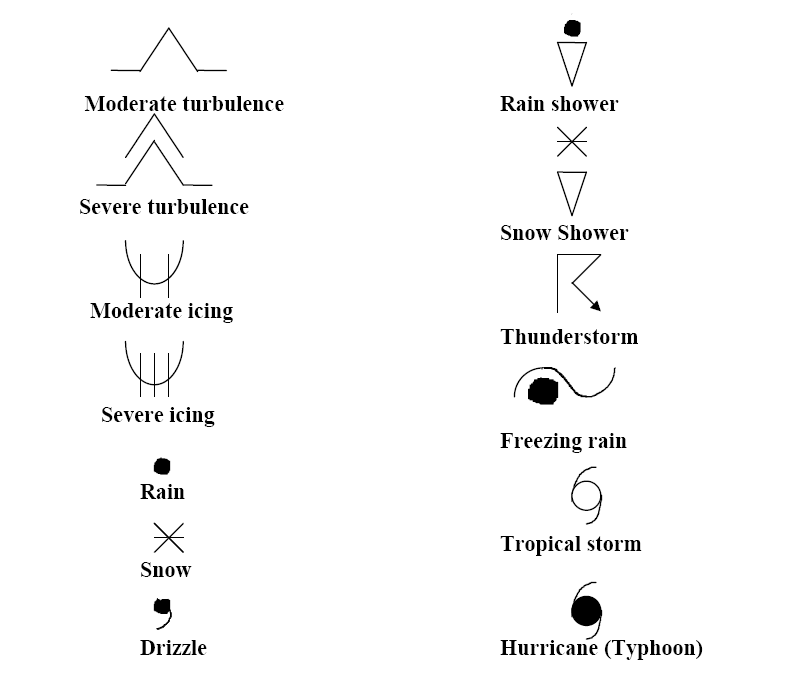 Moderate turbulence
Severe turbulence
Moderate icing
Severe icing
Rain
Snow
Drizzle
Rain shower
Snow Shower
Thunderstorm
Freezing rain
Tropical storm
Hurricane (Typhoon)